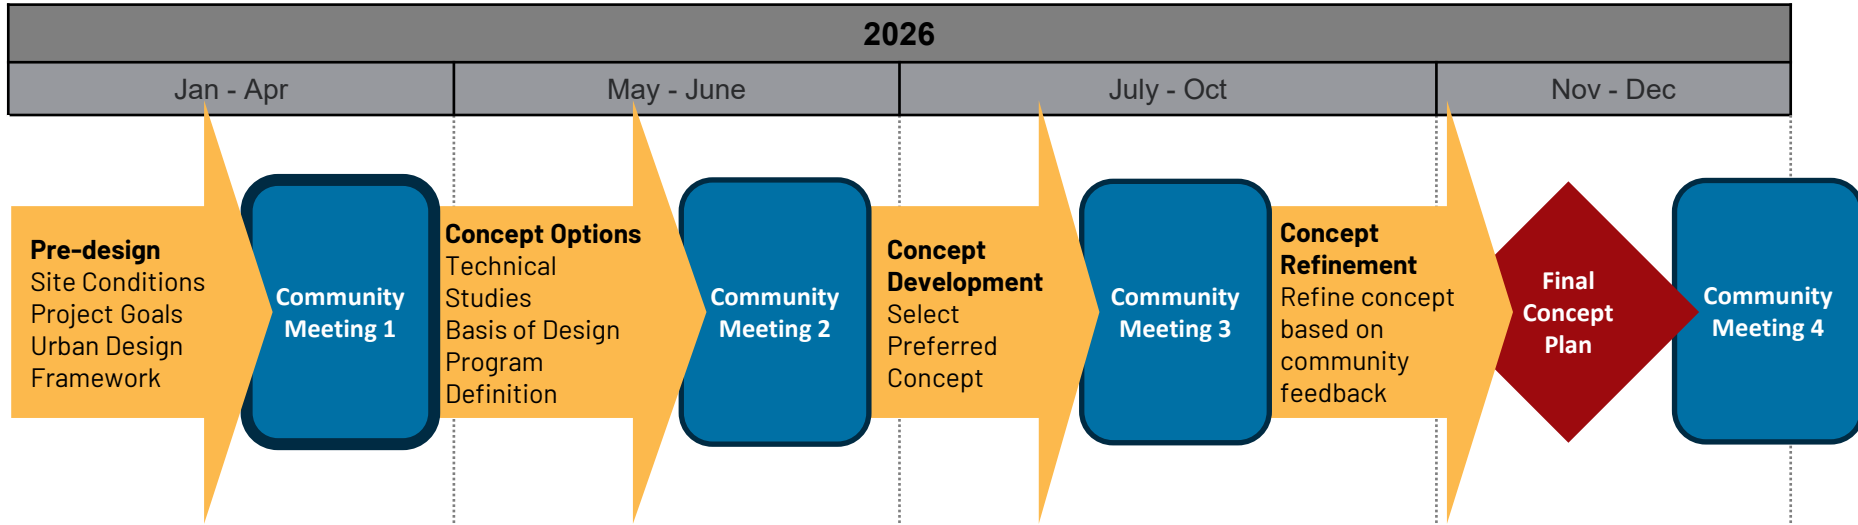 2026
Jan - Apr
May - June
July - Oct
Nov - Dec
Pre-design
Site Conditions
Project Goals
Urban Design
Framework
Community
Meeting 1
Concept Options
Technical
Studies
Basis of Design
Program
Definition
Community
Meeting 2
Concept
Development
Select
Preferred
Concept
Community
Meeting 3
Concept
Refinement
Refine concept
based on
community
feedback
Final
Concept
Plan
Community
Meeting 4